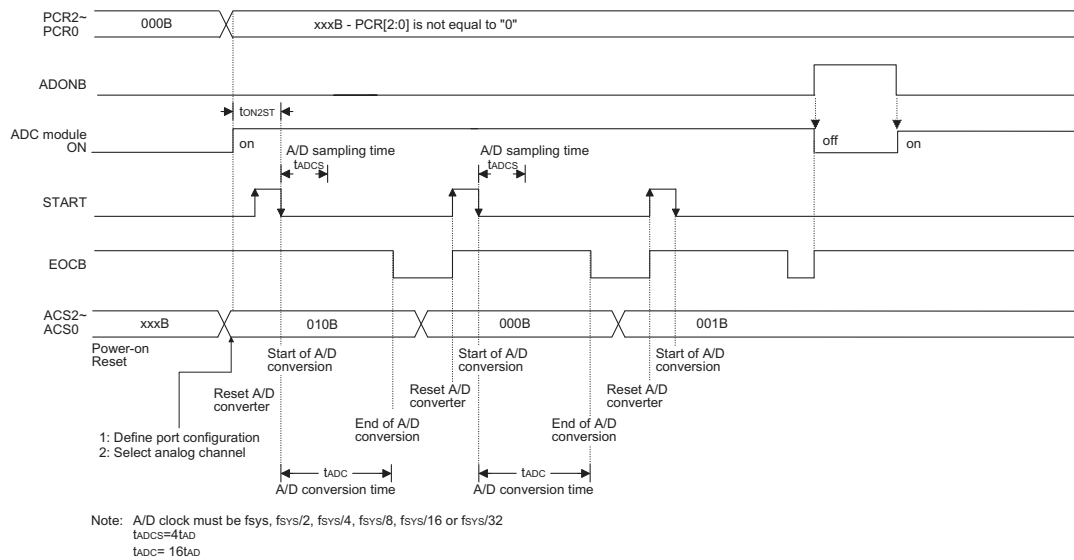 PCR2~
PCR0
000B
xxxB - PCR[2:0] is not equal to "0"
ADONB
tON2ST
ADC module
ON
on
off
on
A/D sampling time
tADCS
A/D sampling time
tADCS
START
EOCB
ACS2~
ACS0
xxxB
010B
000B
001B
Power-on
Reset
Start of A/D
conversion
Start of A/D
conversion
Start of A/D
conversion
Reset A/D
converter
Reset A/D
converter
Reset A/D
converter
End of A/D
conversion
End of A/D
conversion
1: Define port configuration
2: Select analog channel
tADC
A/D conversion time
tADC
A/D conversion time
Note: A/D clock must be fsys, fSYS/2, fSYS/4, fSYS/8, fSYS/16 or fSYS/32
tADCS=4tAD
tADC= 16tAD